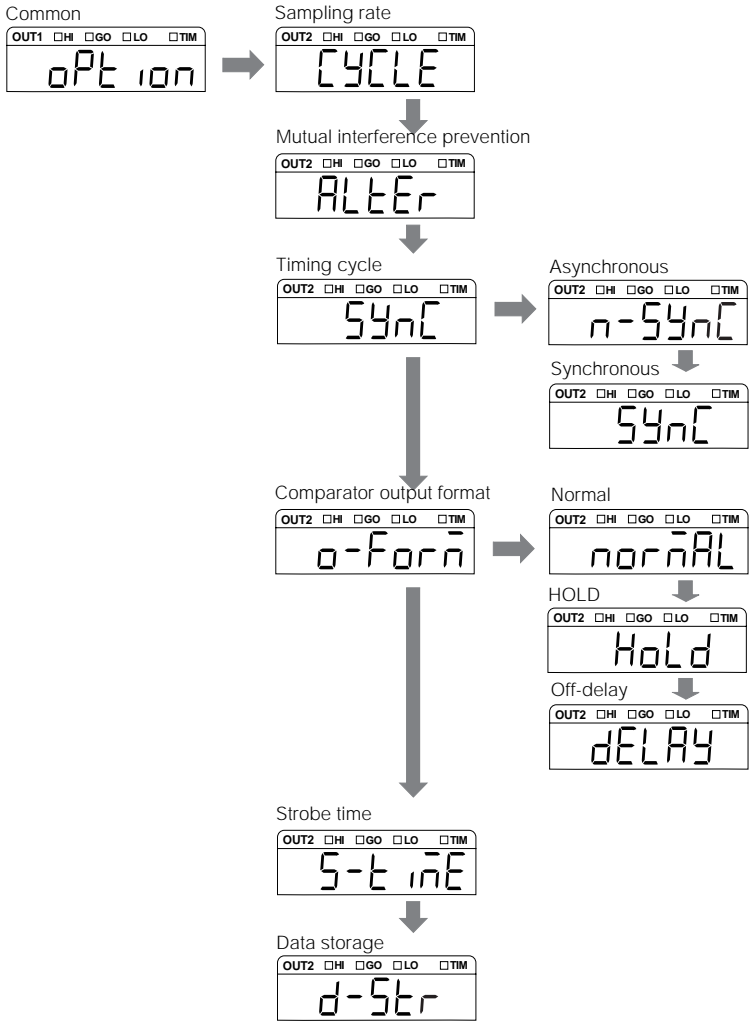 Common
OUT1 □HI □GO □LO □TIM
oPt ion
Sampling rate
OUT2 □HI □GO □LO □TIM
CYCLE
Mutual interference prevention
OUT2 □HI □GO □LO □TIM
ALtEr
Timing cycle
OUT2 □HI □GO □LO □TIM
SYnC
Asynchronous
OUT2 □HI □GO □LO □TIM
n-SYnC
Synchronous
OUT2 □HI □GO □LO □TIM
SYnC
Comparator output format
OUT2 □HI □GO □LO □TIM
o-Form
Normal
OUT2 □HI □GO □LO □TIM
normAL
HOLD
OUT2 □HI □GO □LO □TIM
HoLd
Off-delay
OUT2 □HI □GO □LO □TIM
dELAY
Strobe time
OUT2 □HI □GO □LO □TIM
S-t imE
Data storage
OUT2 □HI □GO □LO □TIM
d-Str